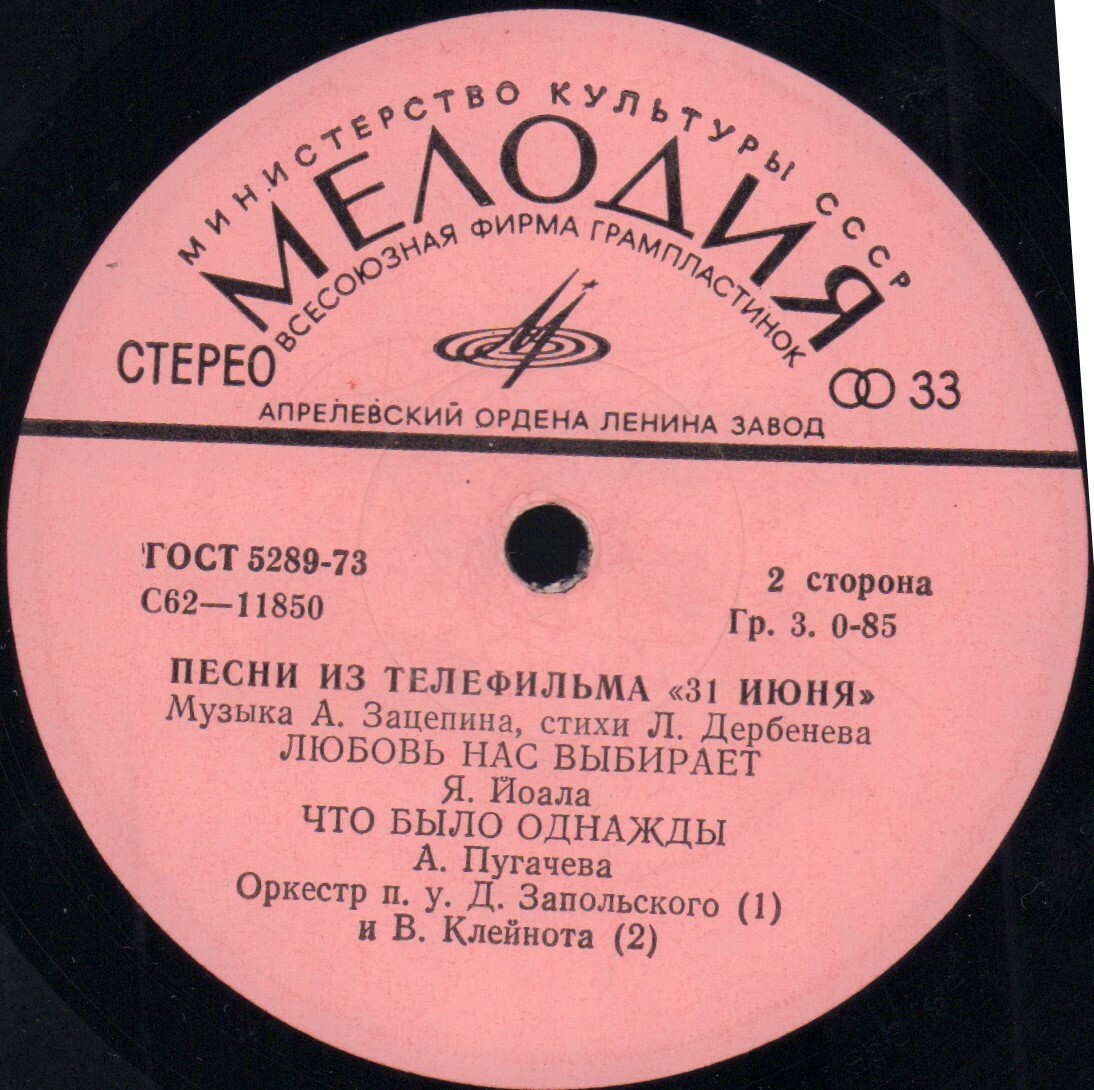 МИНИСТЕРСТВО КУЛЬТУРЫ СССР
МЕЛОДИЯ
ВСЕСОЮЗНАЯ ФИРМА ГРАМПЛАСТИНОК
СТЕРЕО
33
АПРЕЛЕВСКИЙ ОРДЕНА ЛЕНИНА ЗАВОД
ГОСТ 5289-73
2 сторона
С62—11850
Гр. 3. 0-85
ПЕСНИ ИЗ ТЕЛЕФИЛЬМА «31 ИЮНЯ»
Музыка А. Зацепина, стихи Л. Дербенева
ЛЮБОВЬ НАС ВЫБИРАЕТ
Я. Йоала
ЧТО БЫЛО ОДНАЖДЫ
А. Пугачева
Оркестр п. у. Д. Запольского (1)
и В. Клейнота (2)